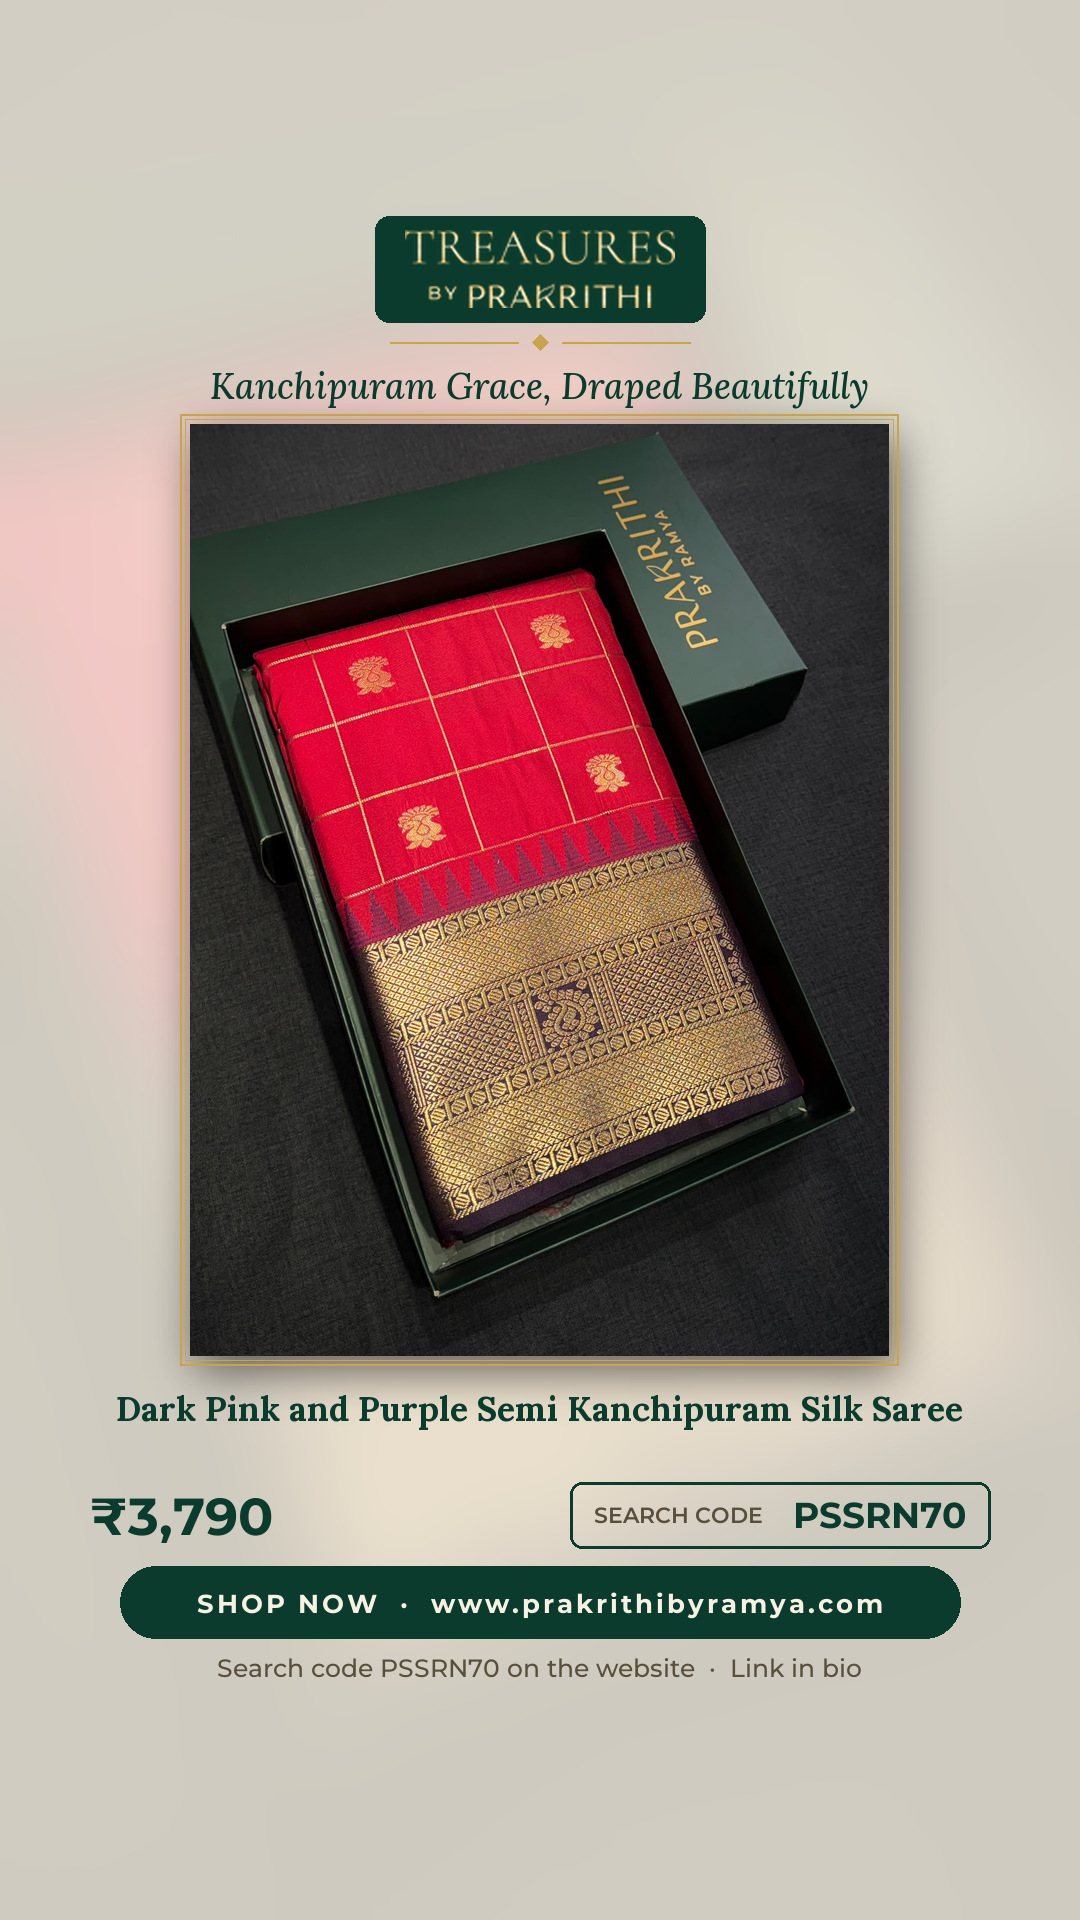 TREASURES
BY PRAKRITHI
Kanchipuram Grace, Draped Beautifully
PRAKRITHI
BY RAMYA
Dark Pink and Purple Semi Kanchipuram Silk Saree
₹3,790
SEARCH CODE PSSRN70
SHOP NOW · www.prakrithibyramya.com
Search code PSSRN70 on the website · Link in bio